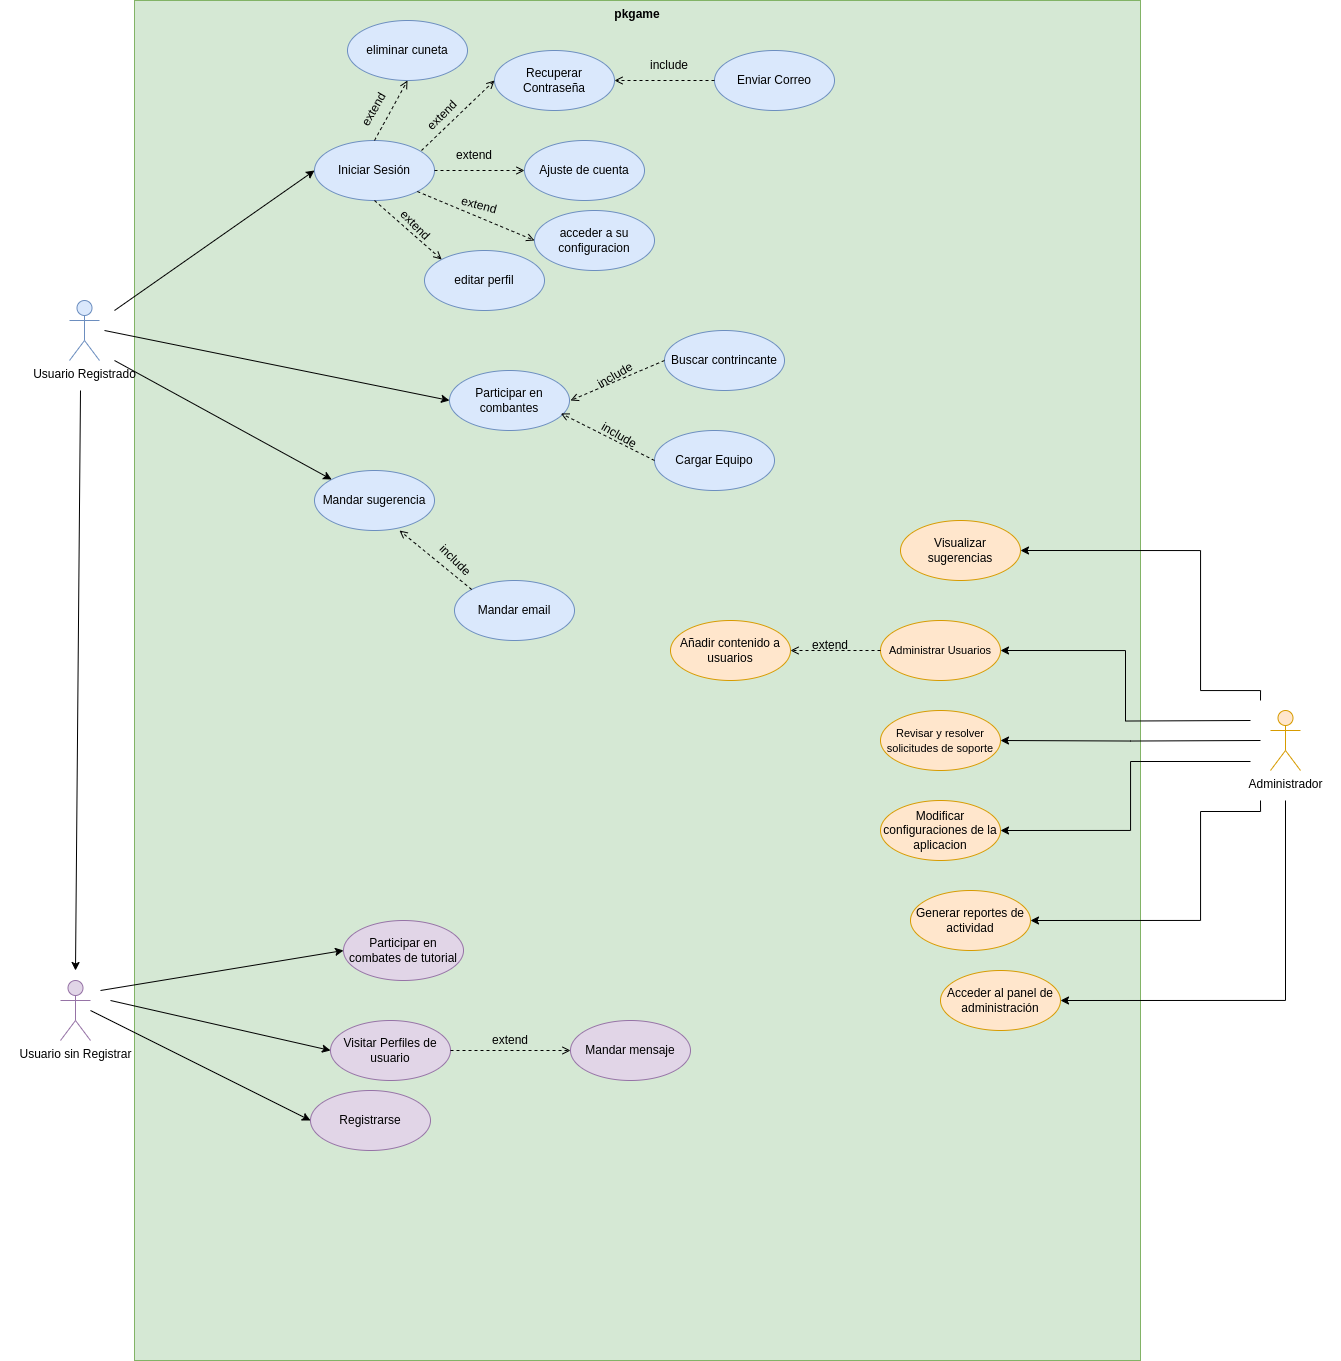 pkgame
eliminar cuneta
Recuperar
Contraseña
include
Enviar Correo
extend
extend
Iniciar Sesión
extend
Ajuste de cuenta
extend
extend
acceder a su
configuracion
editar perfil
Usuario Registrado
Buscar contrincante
include
Participar en
combantes
include
Cargar Equipo
Mandar sugerencia
include
Mandar email
Visualizar
sugerencias
Añadir contenido a
usuarios
extend
Administrar Usuarios
Revisar y resolver
solicitudes de soporte
Administrador
Modificar
configuraciones de la
aplicacion
Generar reportes de
actividad
Acceder al panel de
administración
Participar en
combates de tutorial
Usuario sin Registrar
Visitar Perfiles de
usuario
extend
Mandar mensaje
Registrarse